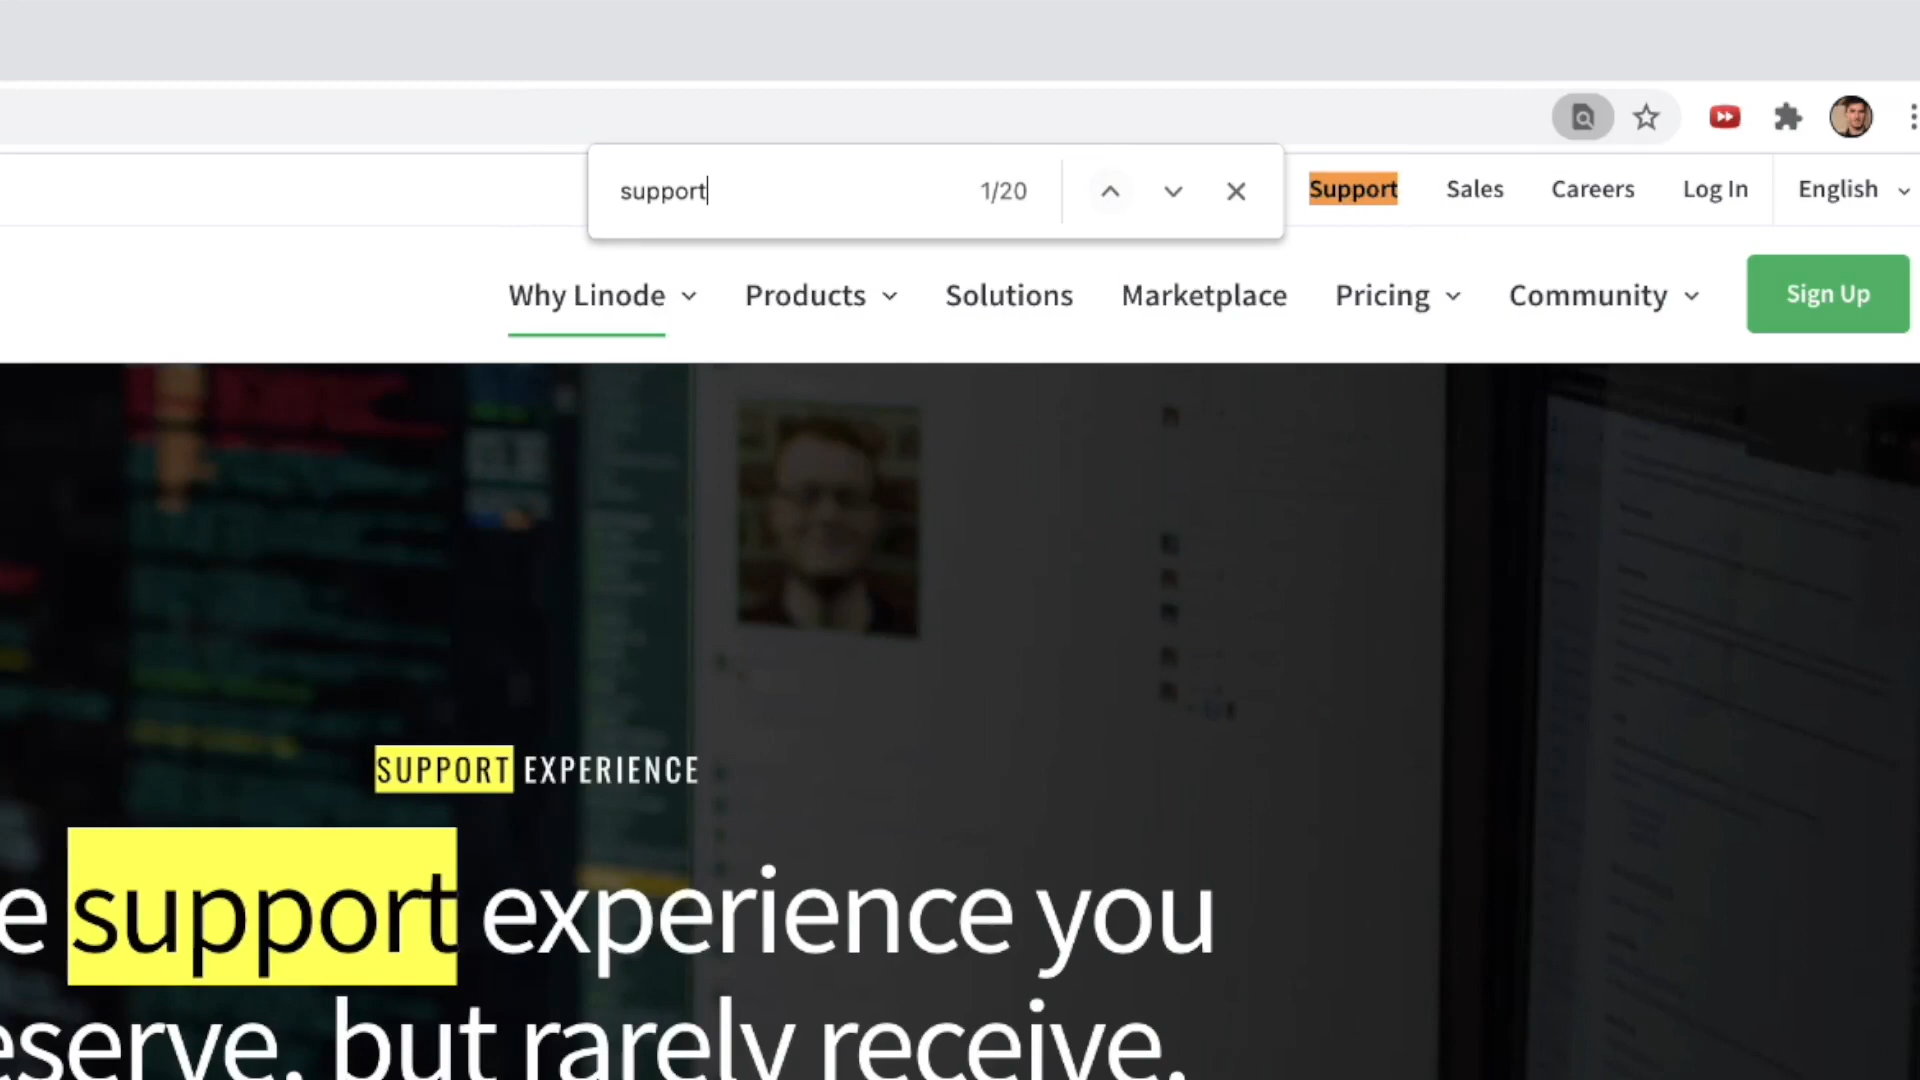 support 1/20
Support Sales Careers Log In English
Why Linode Products Solutions Marketplace Pricing Community Sign Up
SUPPORT EXPERIENCE
e support experience you
eserve, but rarely receive.